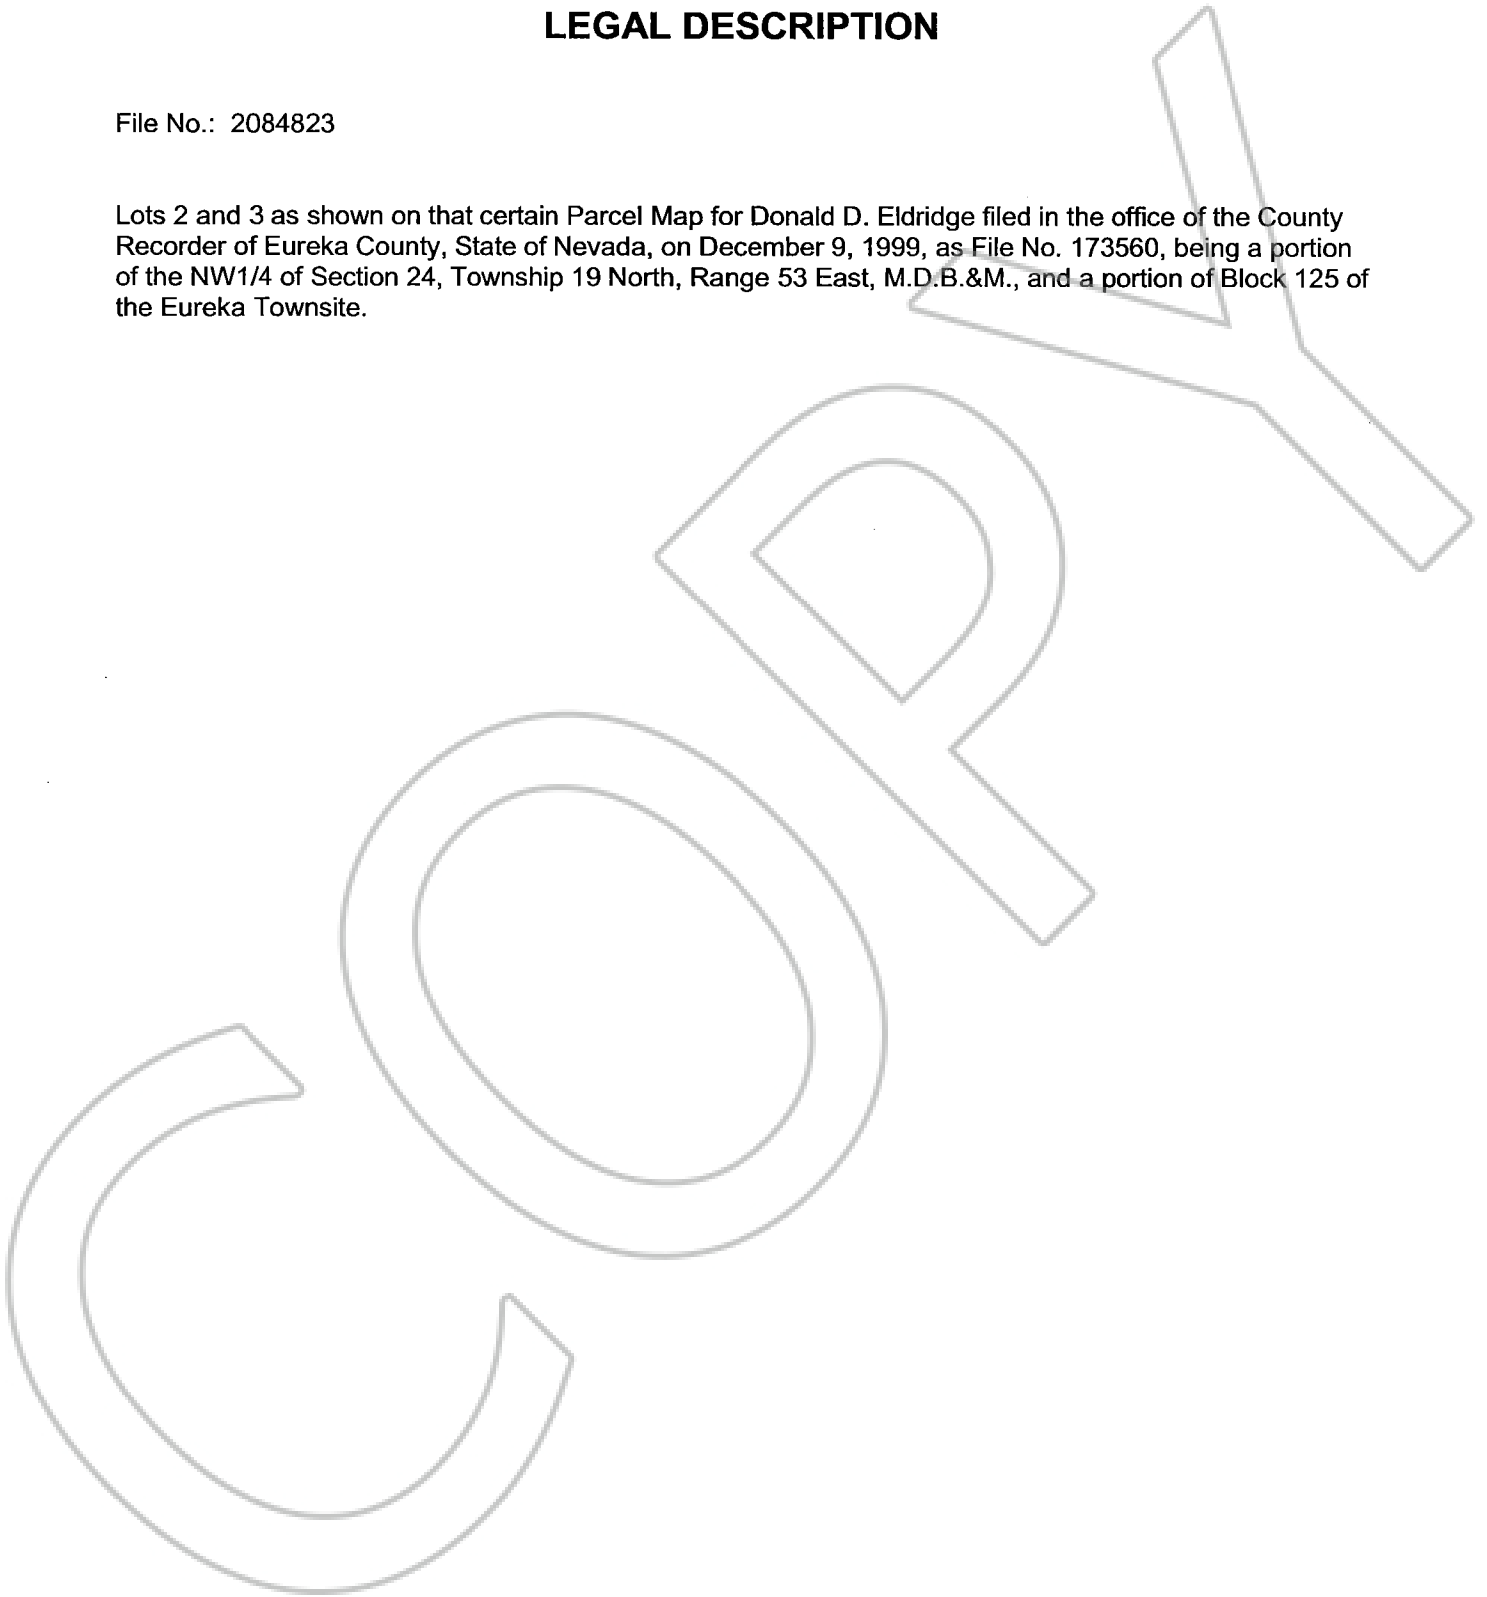 LEGAL DESCRIPTION
File No.: 2084823
Lots 2 and 3 as shown on that certain Parcel Map for Donald D. Eldridge filed in the office of the County
Recorder of Eureka County, State of Nevada, on December 9, 1999, as File No. 173560, being a portion
of the NW1/4 of Section 24, Township 19 North, Range 53 East, M.D.B.&M., and a portion of Block 125 of
the Eureka Townsite.
COPY